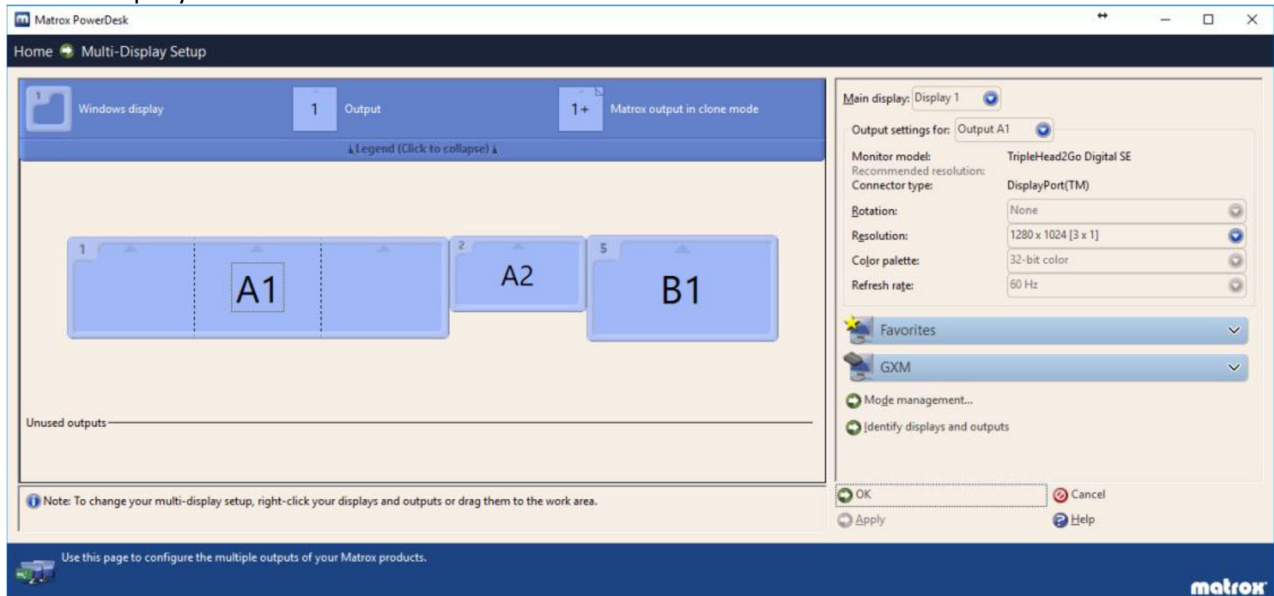 Matrox PowerDesk
Home Multi-Display Setup
1 Windows display
1 Output
1+ Matrox output in clone mode
Legend (Click to collapse)
1 A1
2 A2
5 B1
Unused outputs
Note: To change your multi-display setup, right-click your displays and outputs or drag them to the work area.
Main display: Display 1
Output settings for: Output A1
Monitor model: TripleHead2Go Digital SE
Recommended resolution:
Connector type: DisplayPort(TM)
Rotation: None
Resolution: 1280 x 1024 [3 x 1]
Color palette: 32-bit color
Refresh rate: 60 Hz
Favorites
GXM
Mode management...
Identify displays and outputs
OK Cancel
Apply Help
Use this page to configure the multiple outputs of your Matrox products.
matrox